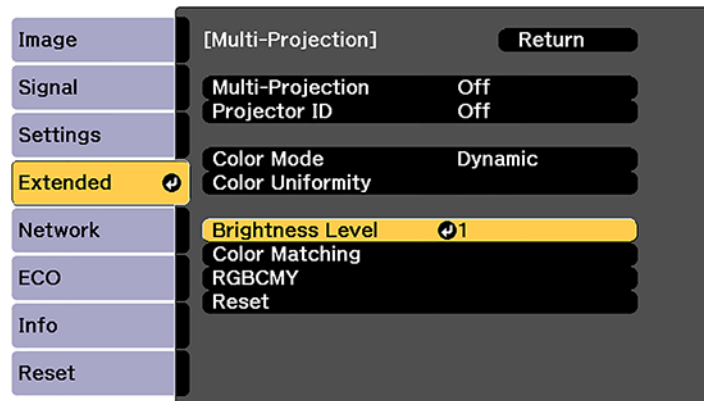 Image
Signal
Settings
Extended
Network
ECO
Info
Reset
[Multi-Projection] Return
Multi-Projection Off
Projector ID Off
Color Mode Dynamic
Color Uniformity
Brightness Level 1
Color Matching
RGBCMY
Reset